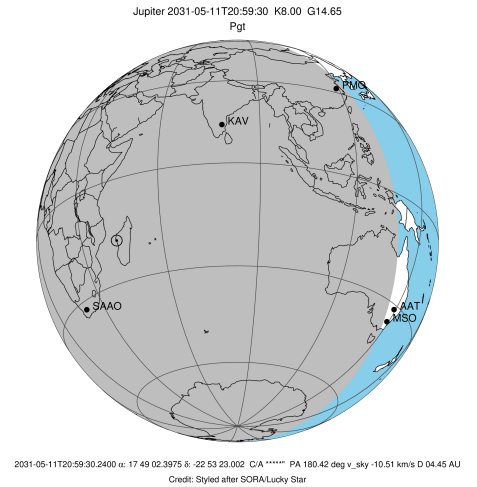 Jupiter 2031-05-11T20:59:30 K8.00 G14.65
Pgt
PMO
KAV
SAAO
AAT
MSO
2031-05-11T20:59:30.2400 α: 17 49 02.3975 δ: -22 53 23.002 C/A *****" PA 180.42 deg v_sky -10.51 km/s D 04.45 AU
Credit: Styled after SORA/Lucky Star